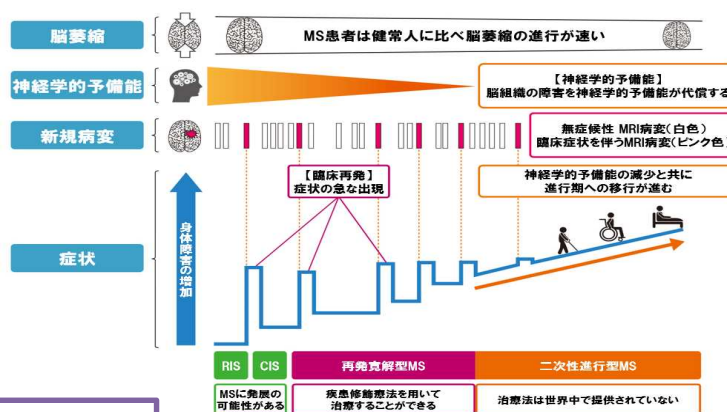 脳萎縮
MS患者は健常人に比べ脳萎縮の進行が速い
神経学的予備能
【神経学的予備能】
脳組織の障害を神経学的予備能が代償する
新規病変
無症候性 MRI病変(白色)
臨床症状を伴うMRI病変(ピンク色)
【臨床再発】
症状の急な出現
神経学的予備能の減少と共に
進行期への移行が進む
症状
身体障害の増加
RIS
CIS
再発寛解型MS
二次性進行型MS
MSに発展の
可能性がある
疾患修飾療法を用いて
治療することができる
治療法は世界中で提供されていない